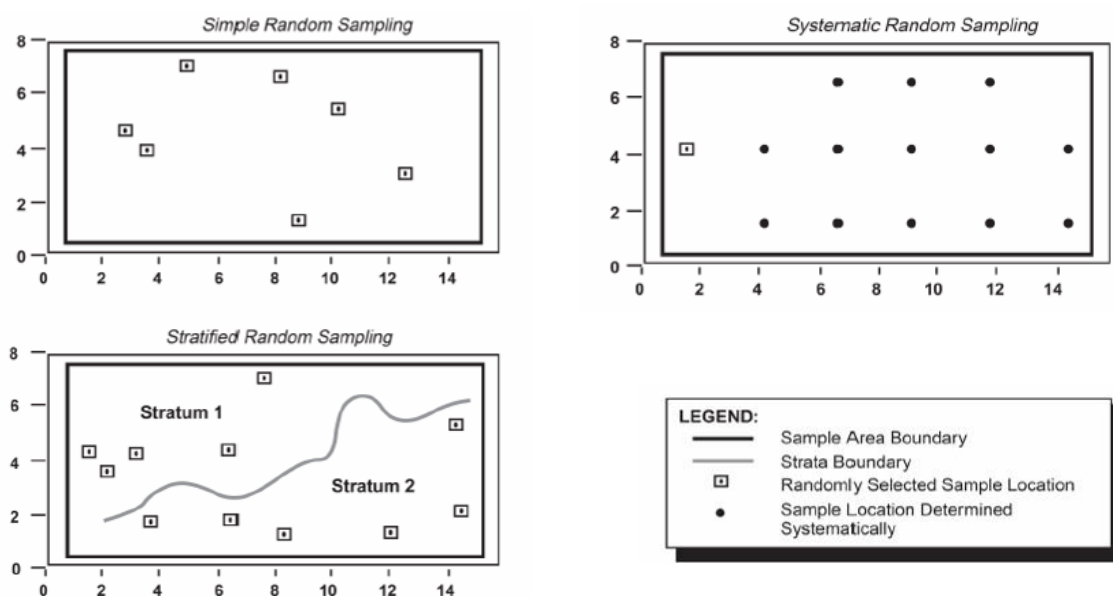 Simple Random Sampling
8
6
4
2
0
0 2 4 6 8 10 12 14
Systematic Random Sampling
8
6
4
2
0
0 2 4 6 8 10 12 14
Stratified Random Sampling
8
6
4
2
0
Stratum 1
Stratum 2
0 2 4 6 8 10 12 14
LEGEND:
Sample Area Boundary
Strata Boundary
Randomly Selected Sample Location
Sample Location Determined
Systematically